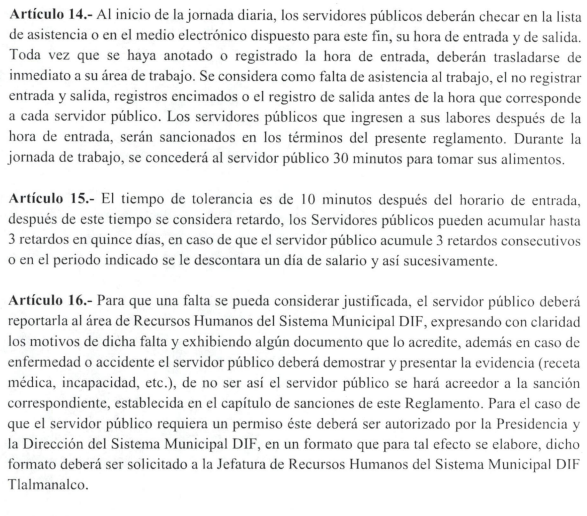 Artículo 14.- Al inicio de la jornada diaria, los servidores públicos deberán checar en la lista
de asistencia o en el medio electrónico dispuesto para este fin, su hora de entrada y de salida.
Toda vez que se haya anotado o registrado la hora de entrada, deberán trasladarse de
inmediato a su área de trabajo. Se considera como falta de asistencia al trabajo, el no registrar
entrada y salida, registros encimados o el registro de salida antes de la hora que corresponde
a cada servidor público. Los servidores públicos que ingresen a sus labores después de la
hora de entrada, serán sancionados en los términos del presente reglamento. Durante la
jornada de trabajo, se concederá al servidor público 30 minutos para tomar sus alimentos.
Artículo 15.- El tiempo de tolerancia es de 10 minutos después del horario de entrada,
después de este tiempo se considera retardo, los Servidores públicos pueden acumular hasta
3 retardos en quince días, en caso de que el servidor público acumule 3 retardos consecutivos
o en el periodo indicado se le descontara un día de salario y así sucesivamente.
Artículo 16.- Para que una falta se pueda considerar justificada, el servidor público deberá
reportarla al área de Recursos Humanos del Sistema Municipal DIF, expresando con claridad
los motivos de dicha falta y exhibiendo algún documento que lo acredite, además en caso de
enfermedad o accidente el servidor público deberá demostrar y presentar la evidencia (receta
médica, incapacidad, etc.), de no ser así el servidor público se hará acreedor a la sanción
correspondiente, establecida en el capítulo de sanciones de este Reglamento. Para el caso de
que el servidor público requiera un permiso éste deberá ser autorizado por la Presidencia y
la Dirección del Sistema Municipal DIF, en un formato que para tal efecto se elabore, dicho
formato deberá ser solicitado a la Jefatura de Recursos Humanos del Sistema Municipal DIF
Tlalmanalco.